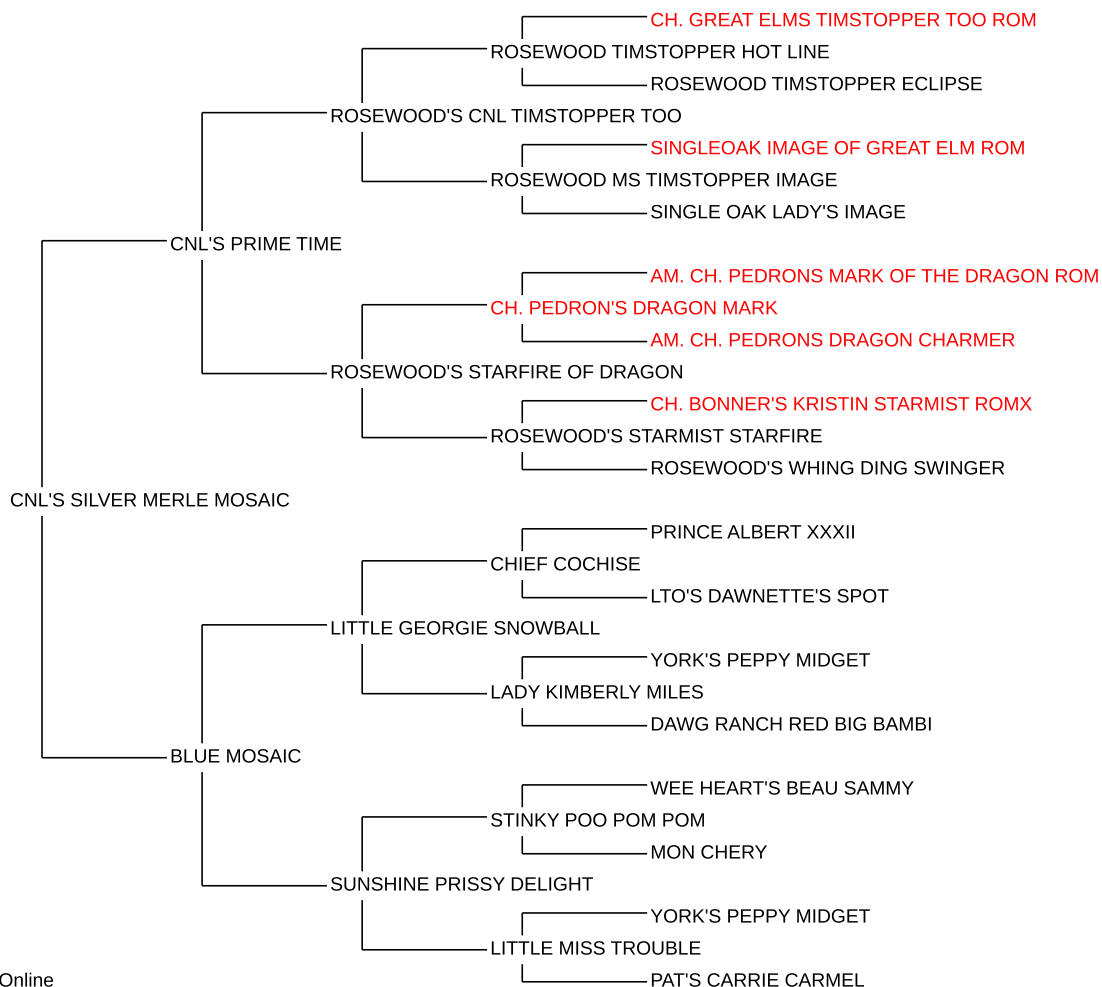 CH. GREAT ELMS TIMSTOPPER TOO ROM
ROSEWOOD TIMSTOPPER HOT LINE
ROSEWOOD TIMSTOPPER ECLIPSE
ROSEWOOD'S CNL TIMSTOPPER TOO
SINGLEOAK IMAGE OF GREAT ELM ROM
ROSEWOOD MS TIMSTOPPER IMAGE
SINGLE OAK LADY'S IMAGE
CNL'S PRIME TIME
AM. CH. PEDRONS MARK OF THE DRAGON ROM
CH. PEDRON'S DRAGON MARK
AM. CH. PEDRONS DRAGON CHARMER
ROSEWOOD'S STARFIRE OF DRAGON
CH. BONNER'S KRISTIN STARMIST ROMX
ROSEWOOD'S STARMIST STARFIRE
ROSEWOOD'S WHING DING SWINGER
CNL'S SILVER MERLE MOSAIC
PRINCE ALBERT XXXII
CHIEF COCHISE
LTO'S DAWNETTE'S SPOT
LITTLE GEORGIE SNOWBALL
YORK'S PEPPY MIDGET
LADY KIMBERLY MILES
DAWG RANCH RED BIG BAMBI
BLUE MOSAIC
WEE HEART'S BEAU SAMMY
STINKY POO POM POM
MON CHERY
SUNSHINE PRISSY DELIGHT
YORK'S PEPPY MIDGET
LITTLE MISS TROUBLE
PAT'S CARRIE CARMEL
Online